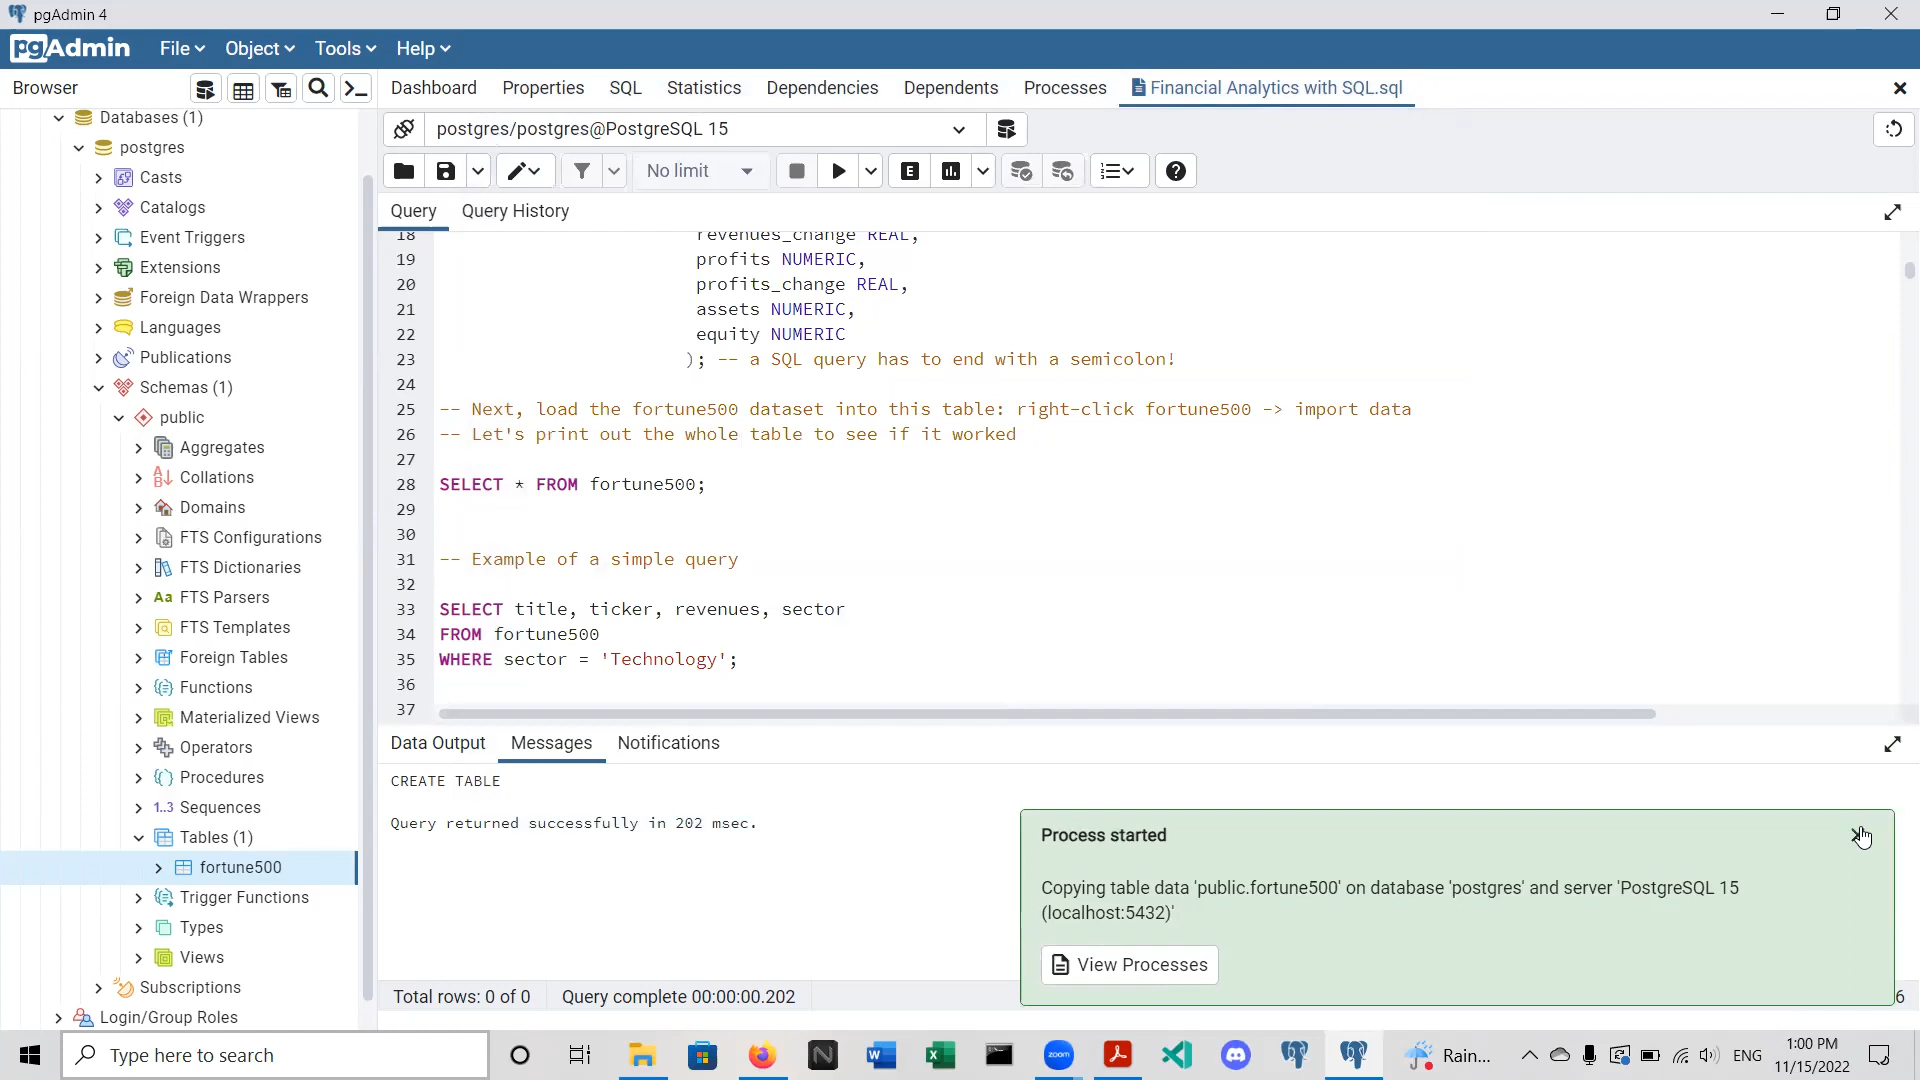 pgAdmin 4
pgAdmin File Object Tools Help
Browser
Dashboard Properties SQL Statistics Dependencies Dependents Processes Financial Analytics with SQL.sql
Databases (1)
postgres
Casts
Catalogs
Event Triggers
Extensions
Foreign Data Wrappers
Languages
Publications
Schemas (1)
public
Aggregates
Collations
Domains
FTS Configurations
FTS Dictionaries
Aa FTS Parsers
FTS Templates
Foreign Tables
Functions
Materialized Views
Operators
Procedures
1..3 Sequences
Tables (1)
fortune500
Trigger Functions
Types
Views
Subscriptions
Login/Group Roles
postgres/postgres@PostgreSQL 15
No limit E
Query Query History
18 revenues_change REAL,
19 profits NUMERIC,
20 profits_change REAL,
21 assets NUMERIC,
22 equity NUMERIC
23 ); -- a SQL query has to end with a semicolon!
24
25 -- Next, load the fortune500 dataset into this table: right-click fortune500 -> import data
26 -- Let's print out the whole table to see if it worked
27
28 SELECT * FROM fortune500;
29
30
31 -- Example of a simple query
32
33 SELECT title, ticker, revenues, sector
34 FROM fortune500
35 WHERE sector = 'Technology';
36
37
Data Output Messages Notifications
CREATE TABLE
Query returned successfully in 202 msec.
Process started
Copying table data 'public.fortune500' on database 'postgres' and server 'PostgreSQL 15
(localhost:5432)'
View Processes
Total rows: 0 of 0 Query complete 00:00:00.202 6
Type here to search
zoom
Rain...
ENG
1:00 PM
11/15/2022